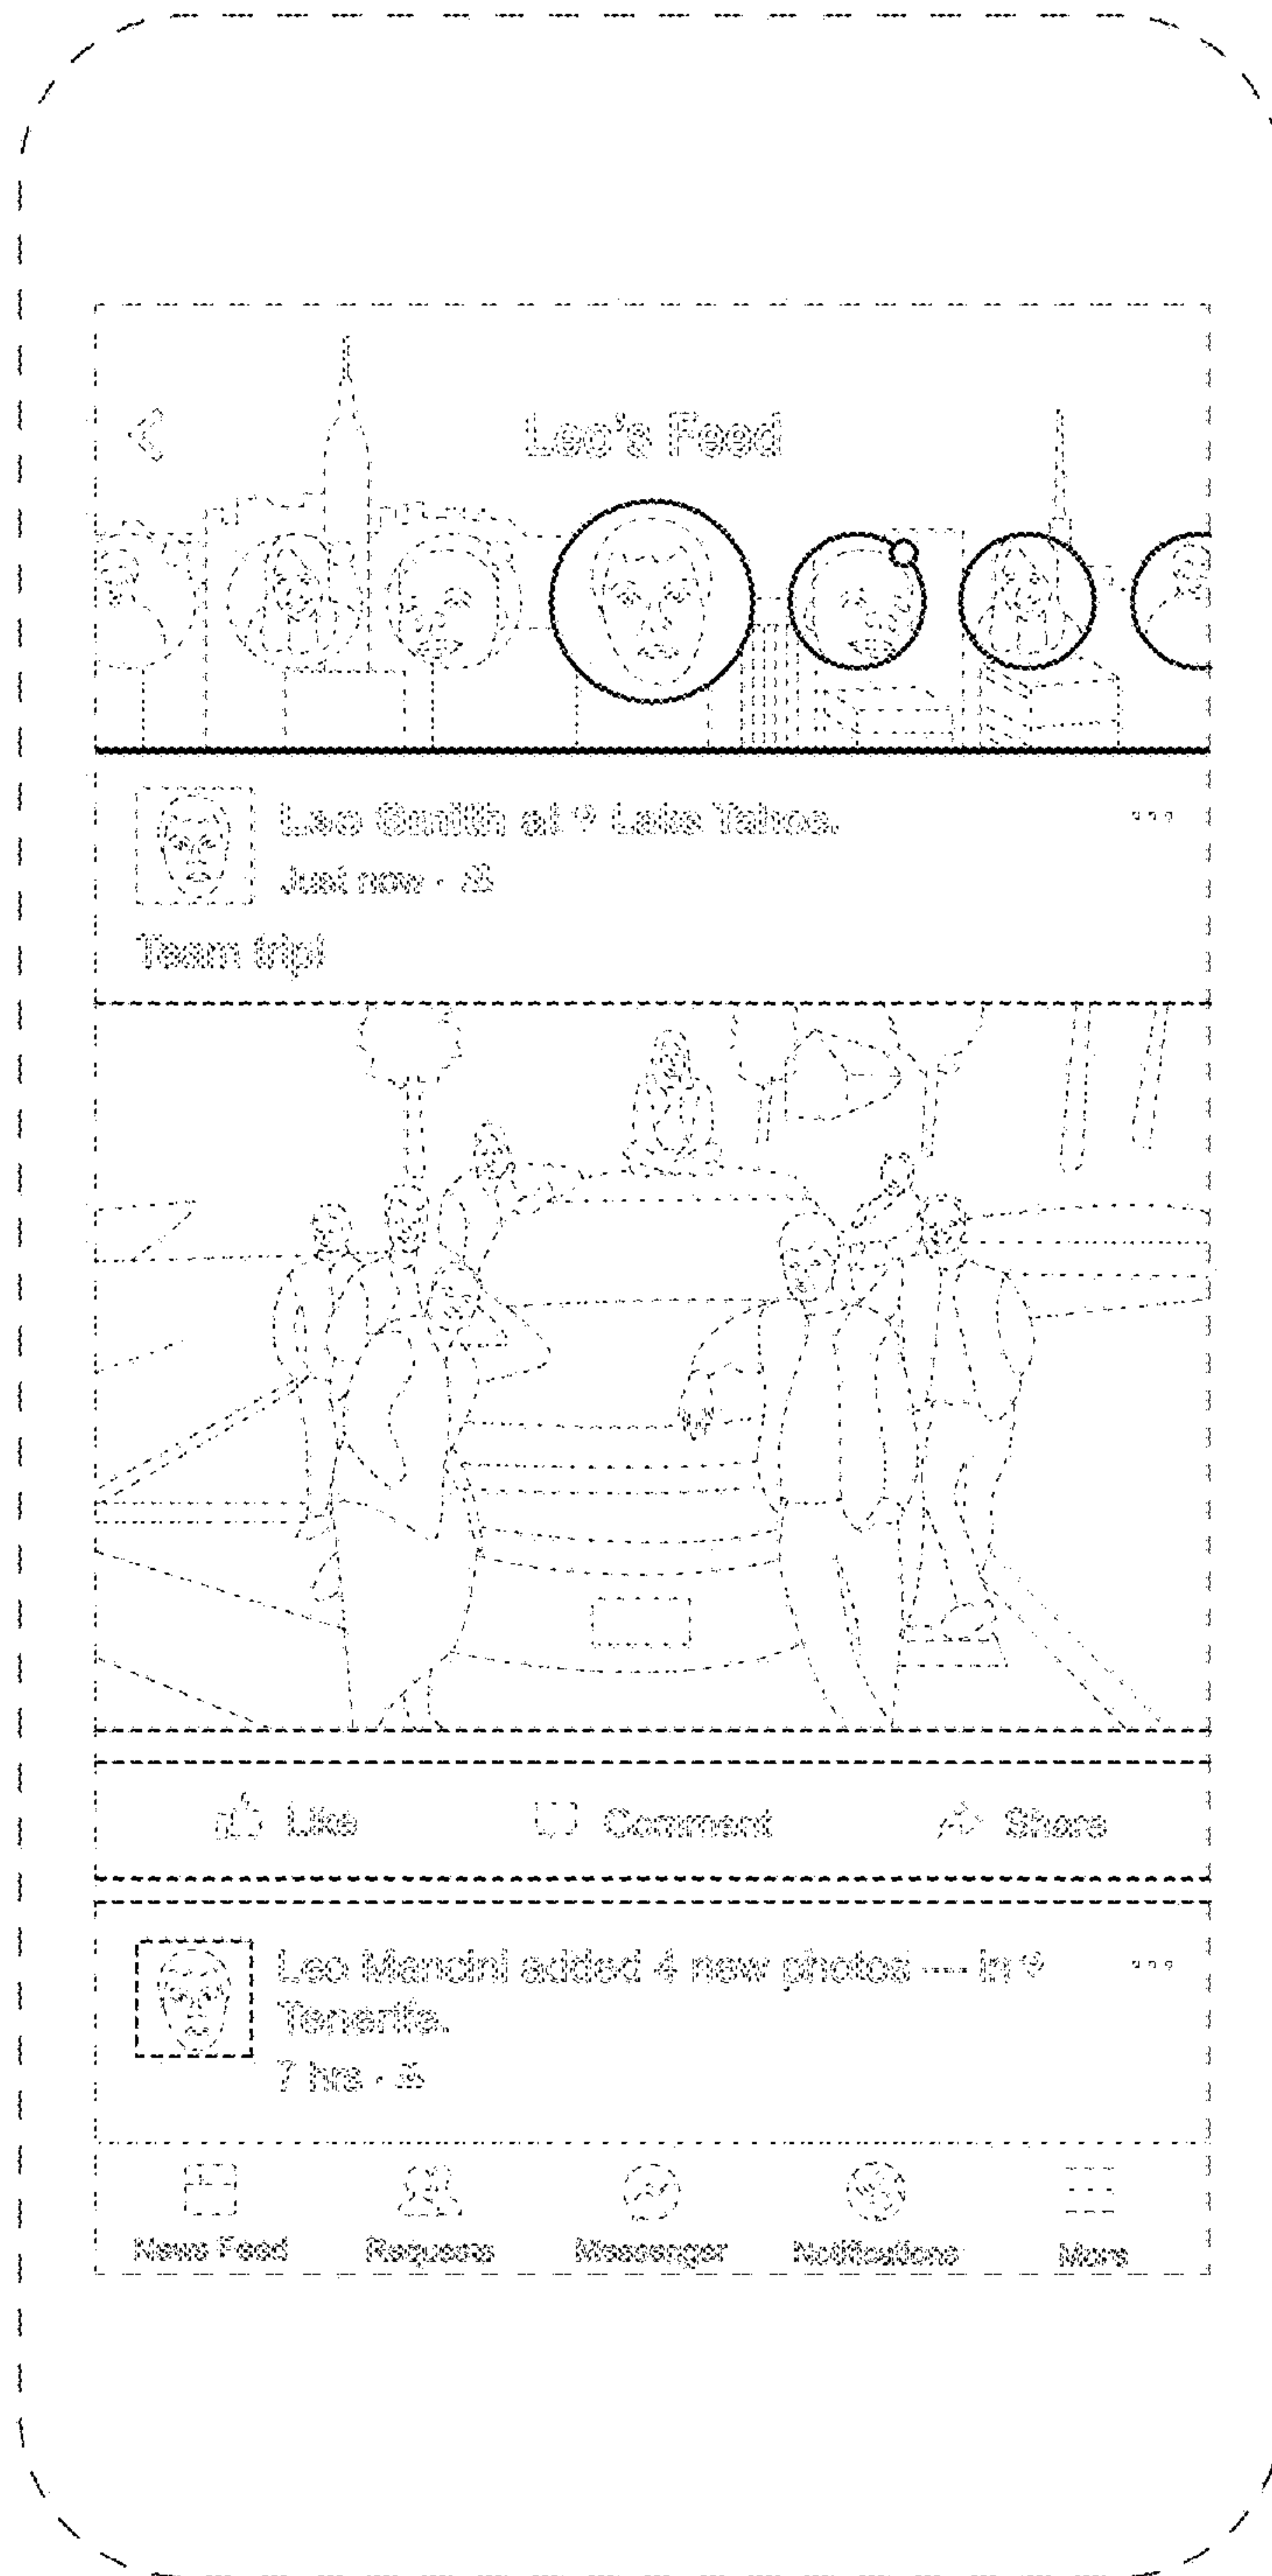 Leo's Feed
Leo Smith at Lake Tahoe.
Just now ·
Team trip!
Like Comment Share
Leo Mancini added 4 new photos — in
Tenerife.
7 hrs ·
News Feed Requests Messenger Notifications More